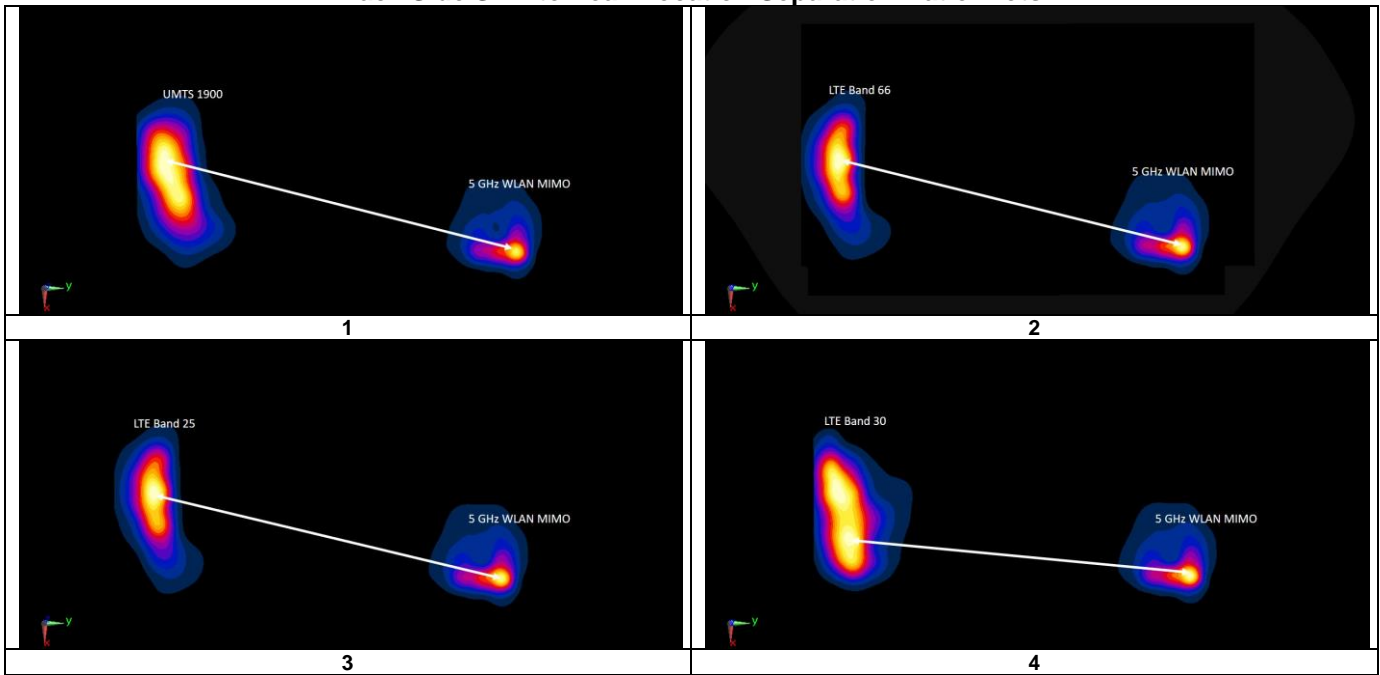 UMTS 1900
5 GHz WLAN MIMO
y
x
1
LTE Band 66
5 GHz WLAN MIMO
y
x
2
LTE Band 25
5 GHz WLAN MIMO
y
x
3
LTE Band 30
5 GHz WLAN MIMO
y
x
4